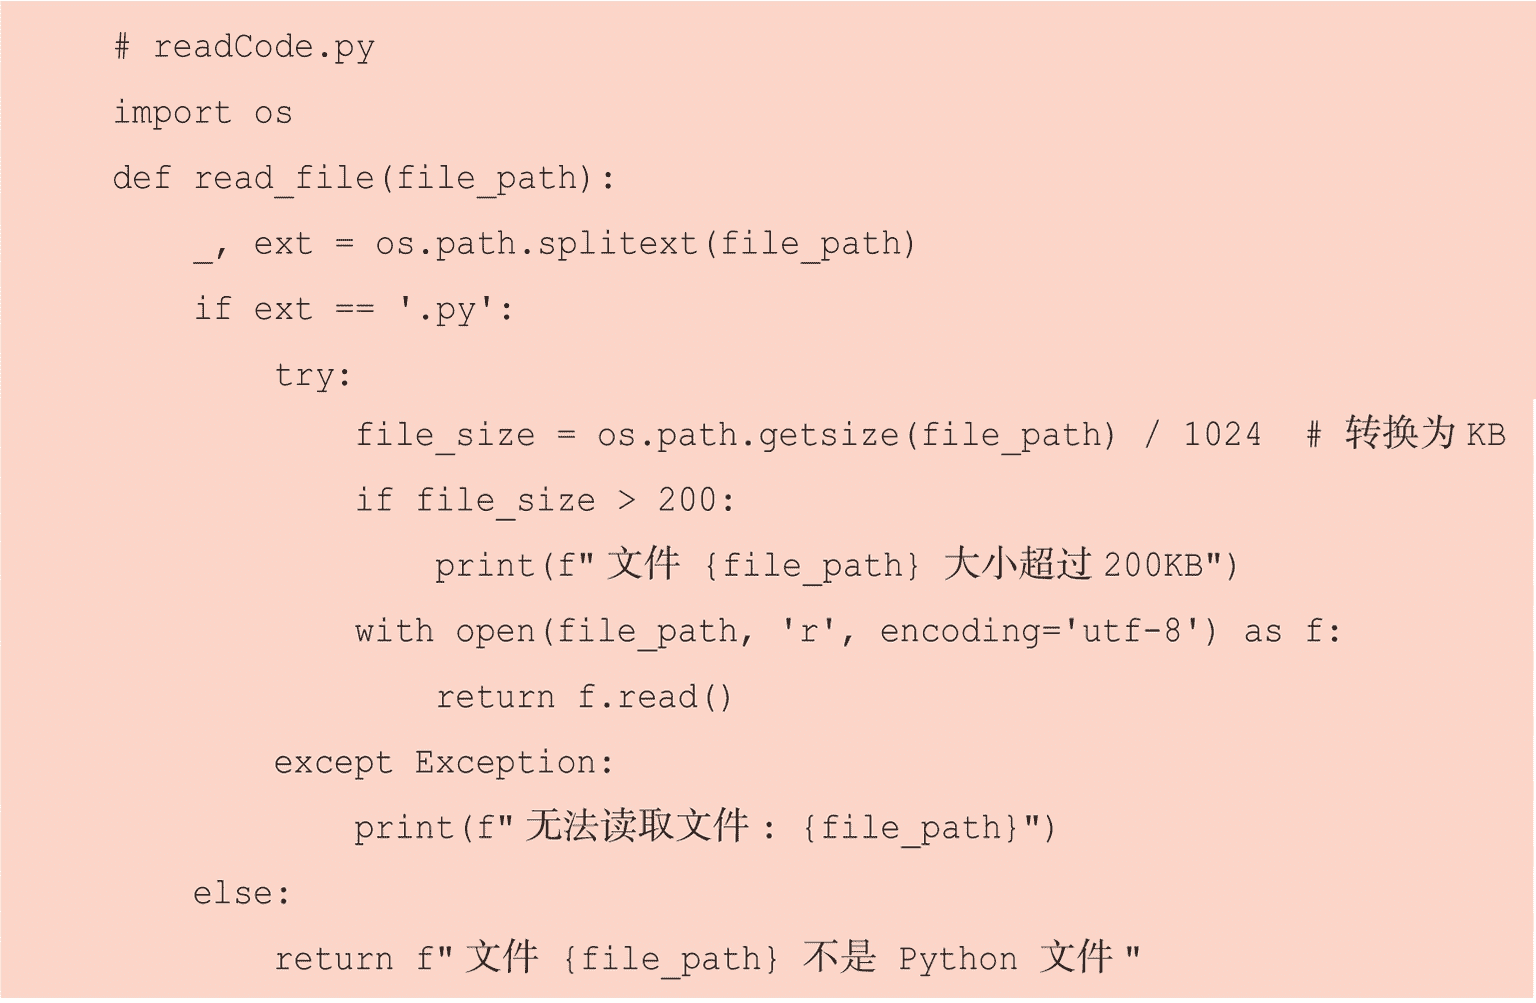 # readCode.py
import os
def read_file(file_path):
    _, ext = os.path.splitext(file_path)
    if ext == '.py':
        try:
            file_size = os.path.getsize(file_path) / 1024  # 转换为 KB
            if file_size > 200:
                print(f" 文件 {file_path} 大小超过 200KB")
            with open(file_path, 'r', encoding='utf-8') as f:
                return f.read()
        except Exception:
            print(f" 无法读取文件: {file_path}")
    else:
        return f" 文件 {file_path} 不是 Python 文件 "